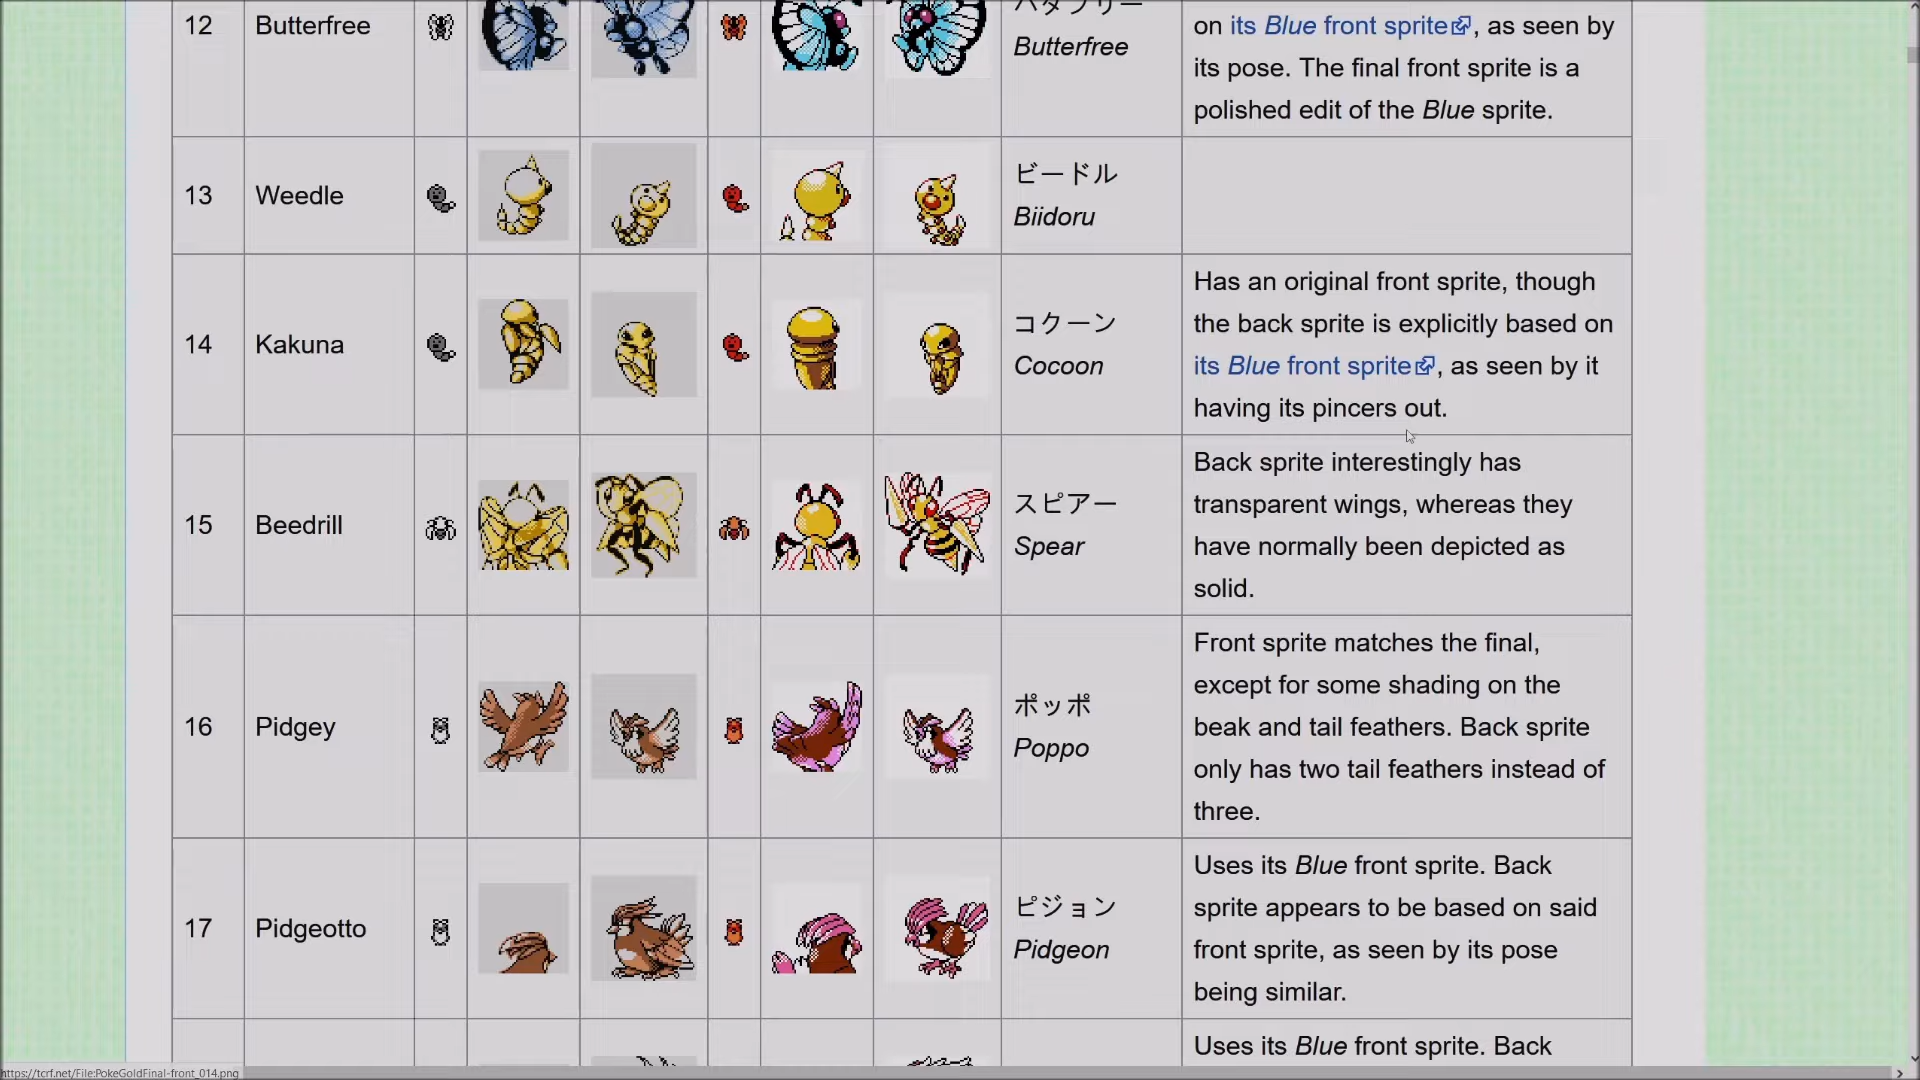 12
Butterfree
バタフリー
Butterfree
on its Blue front sprite, as seen by
its pose. The final front sprite is a
polished edit of the Blue sprite.
13
Weedle
ビードル
Biidoru
14
Kakuna
コクーン
Cocoon
Has an original front sprite, though
the back sprite is explicitly based on
its Blue front sprite, as seen by it
having its pincers out.
15
Beedrill
スピアー
Spear
Back sprite interestingly has
transparent wings, whereas they
have normally been depicted as
solid.
16
Pidgey
ポッポ
Poppo
Front sprite matches the final,
except for some shading on the
beak and tail feathers. Back sprite
only has two tail feathers instead of
three.
17
Pidgeotto
ピジョン
Pidgeon
Uses its Blue front sprite. Back
sprite appears to be based on said
front sprite, as seen by its pose
being similar.
Uses its Blue front sprite. Back
https://tcrf.net/File:PokeGoldFinal-front_014.png